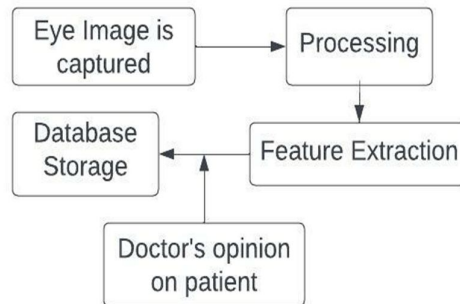 Eye Image is
captured
Processing
Database
Storage
Feature Extraction
Doctor's opinion
on patient